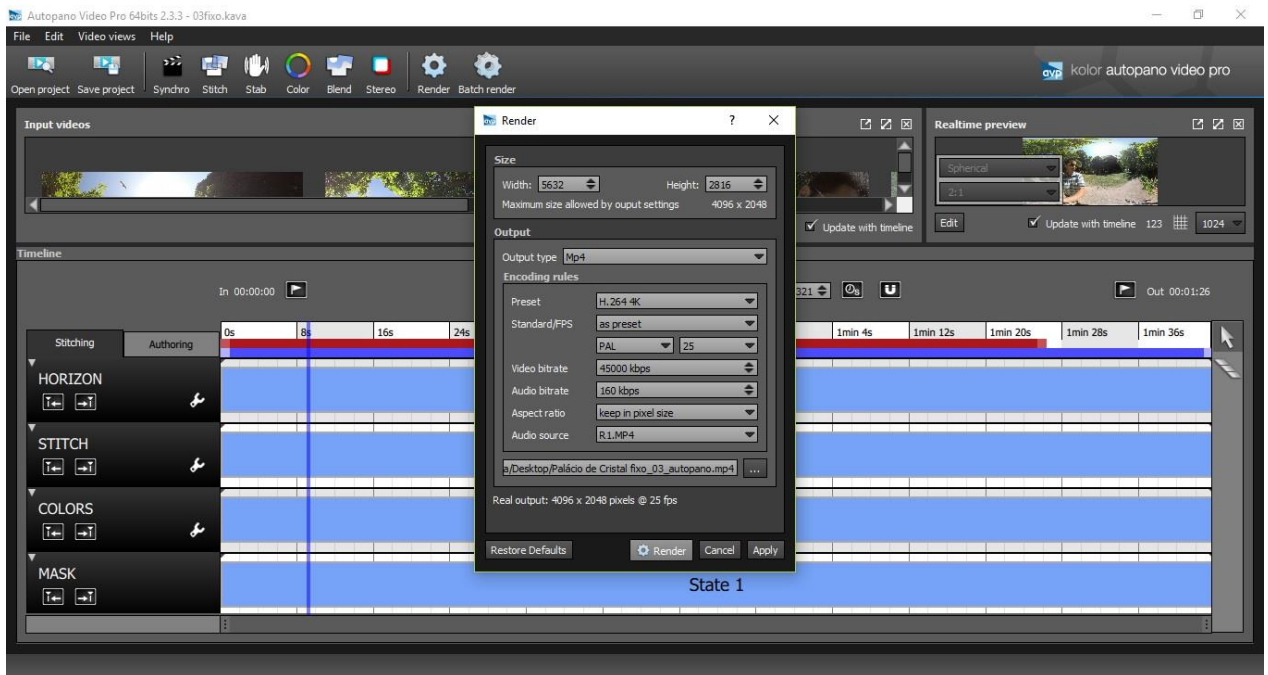 Autopano Video Pro 64bits 2.3.3 - 03fixo.kava
File Edit Video views Help
Open project Save project Synchro Stitch Stab Color Blend Stereo Render Batch render
avp kolor autopano video pro
Input videos
Update with timeline
Realtime preview
Spherical
2:1
Edit Update with timeline 123 1024
Render ? ×
Size
Width: 5632 Height: 2816
Maximum size allowed by ouput settings 4096 x 2048
Output
Output type Mp4
Encoding rules
Preset H.264 4K
Standard/FPS as preset
PAL 25
Video bitrate 45000 kbps
Audio bitrate 160 kbps
Aspect ratio keep in pixel size
Audio source R1.MP4
a/Desktop/Palácio de Cristal fixo_03_autopano.mp4 ...
Real output: 4096 x 2048 pixels @ 25 fps
Restore Defaults Render Cancel Apply
Timeline
In 00:00:00 321 Out 00:01:26
Stitching Authoring
0s 8s 16s 24s 1min 4s 1min 12s 1min 20s 1min 28s 1min 36s
HORIZON
STITCH
COLORS
MASK
State 1